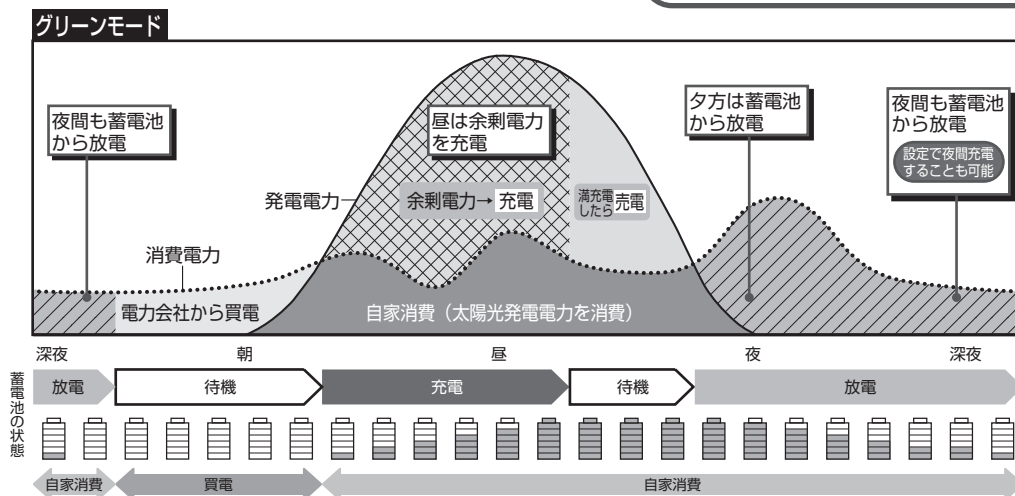 グリーンモード
夜間も蓄電池
から放電
昼は余剰電力
を充電
夕方は蓄電池
から放電
夜間も蓄電池
から放電
設定で夜間充電
することも可能
発電電力
余剰電力→充電
満充電
したら売電
消費電力
電力会社から買電
自家消費（太陽光発電電力を消費）
深夜 朝 昼 夜 深夜
蓄電池の状態
放電 待機 充電 待機 放電
自家消費 買電 自家消費